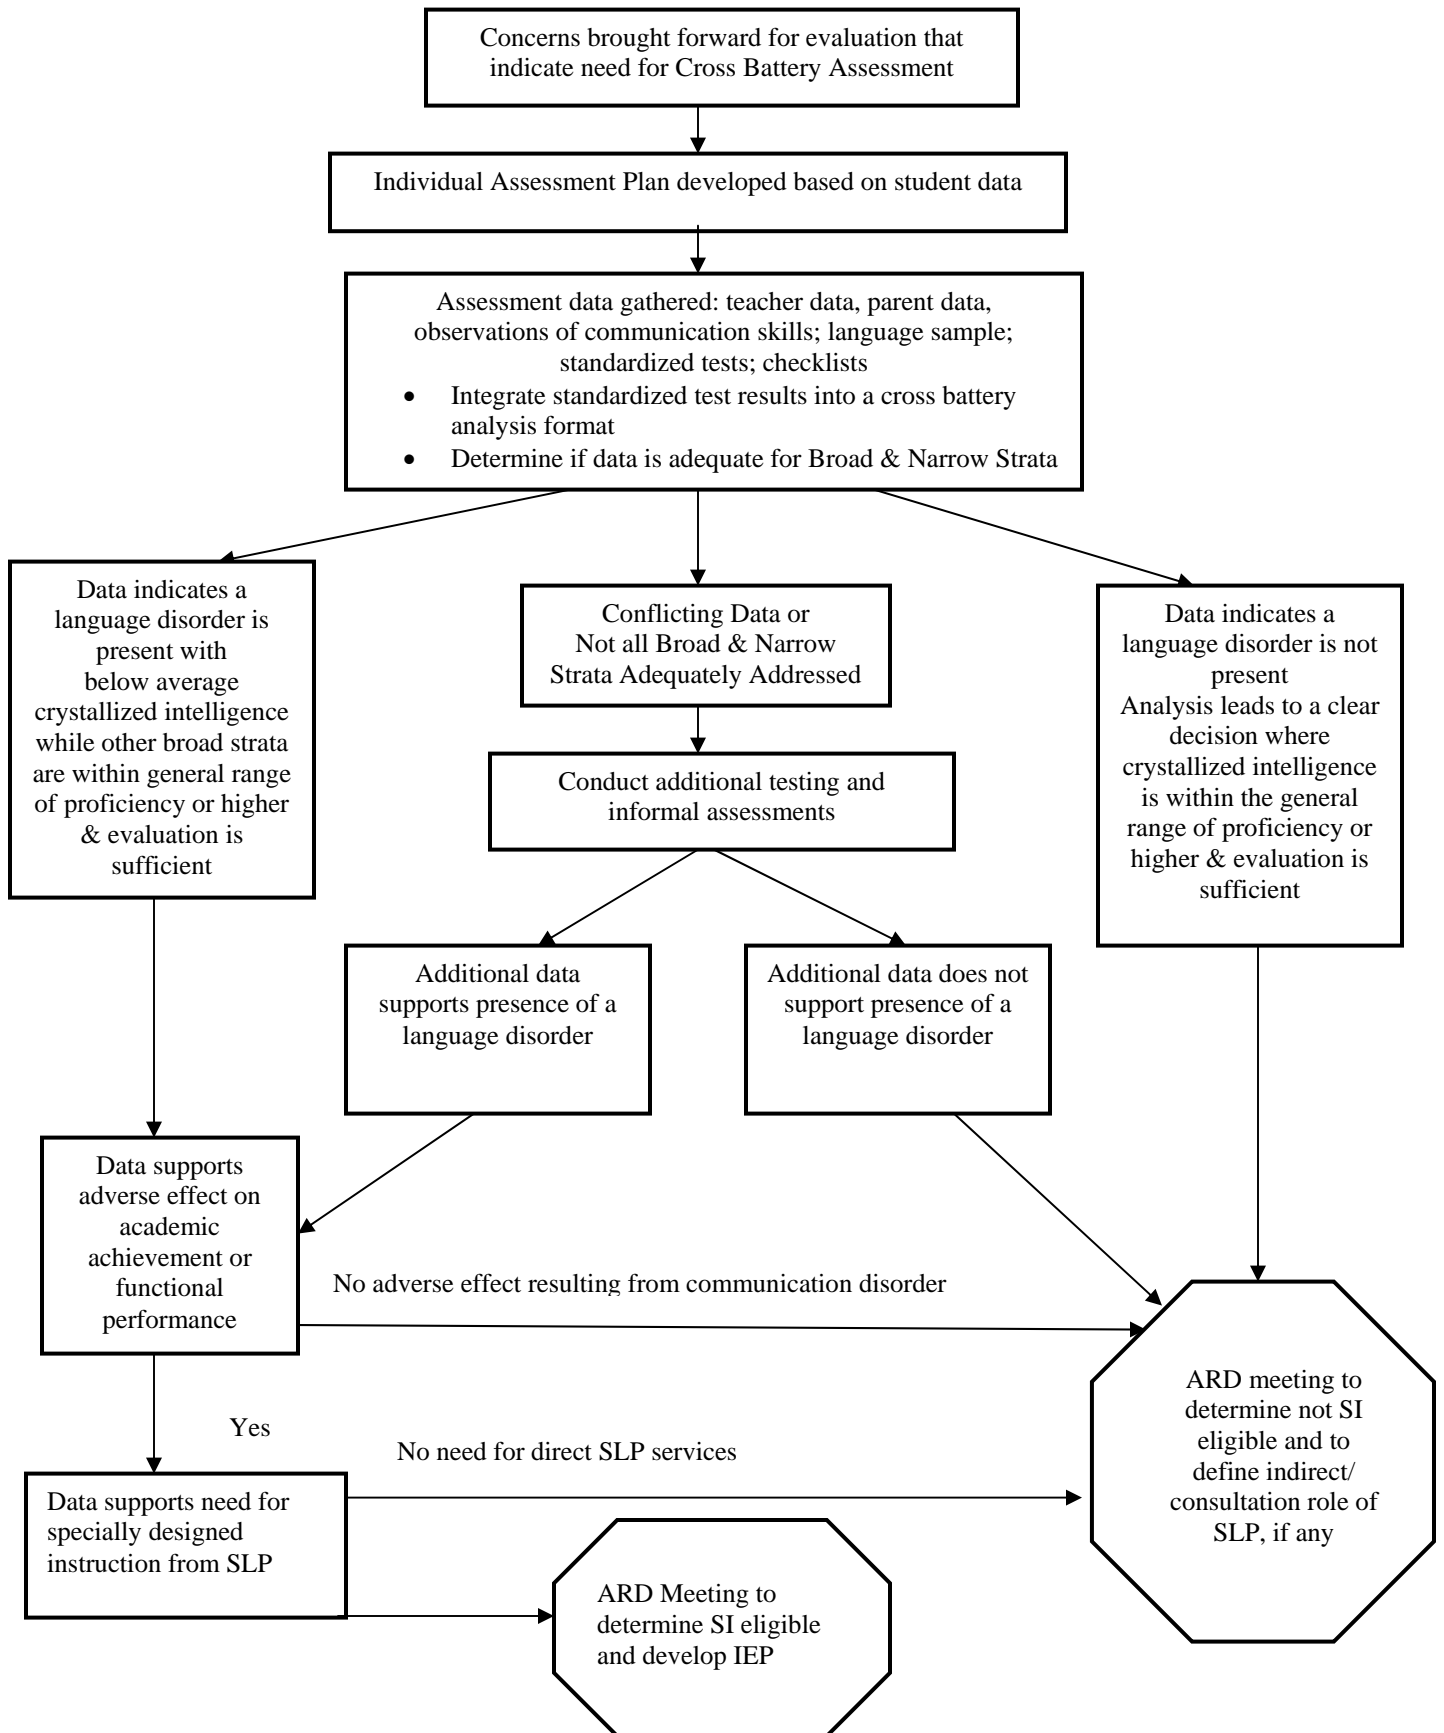 Concerns brought forward for evaluation that
indicate need for Cross Battery Assessment
Individual Assessment Plan developed based on student data
Assessment data gathered: teacher data, parent data,
observations of communication skills; language sample;
standardized tests; checklists
• Integrate standardized test results into a cross battery
analysis format
• Determine if data is adequate for Broad & Narrow Strata
Data indicates a
language disorder is
present with
below average
crystallized intelligence
while other broad strata
are within general range
of proficiency or higher
& evaluation is
sufficient
Conflicting Data or
Not all Broad & Narrow
Strata Adequately Addressed
Data indicates a
language disorder is not
present
Analysis leads to a clear
decision where
crystallized intelligence
is within the general
range of proficiency or
higher & evaluation is
sufficient
Conduct additional testing and
informal assessments
Additional data
supports presence of a
language disorder
Additional data does not
support presence of a
language disorder
Data supports
adverse effect on
academic
achievement or
functional
performance
No adverse effect resulting from communication disorder
ARD meeting to
determine not SI
eligible and to
define indirect/
consultation role of
SLP, if any
Yes
No need for direct SLP services
Data supports need for
specially designed
instruction from SLP
ARD Meeting to
determine SI eligible
and develop IEP